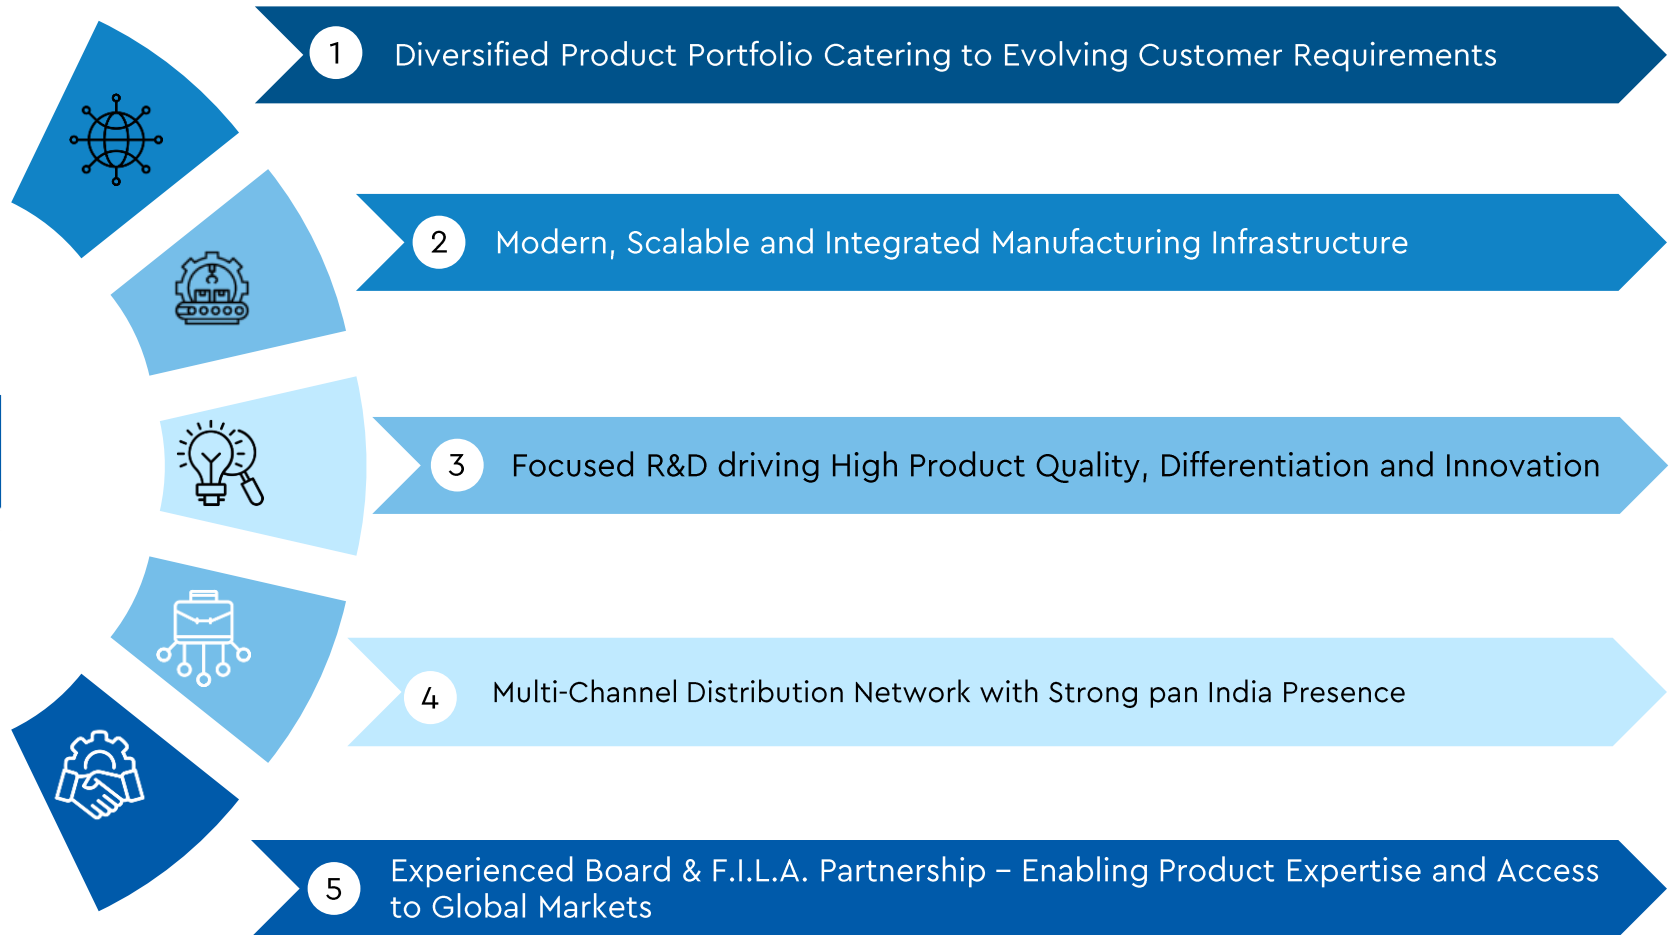 1
Diversified Product Portfolio Catering to Evolving Customer Requirements
2
Modern, Scalable and Integrated Manufacturing Infrastructure
3
Focused R&D driving High Product Quality, Differentiation and Innovation
4
Multi-Channel Distribution Network with Strong pan India Presence
5
Experienced Board & F.I.L.A. Partnership – Enabling Product Expertise and Access
to Global Markets